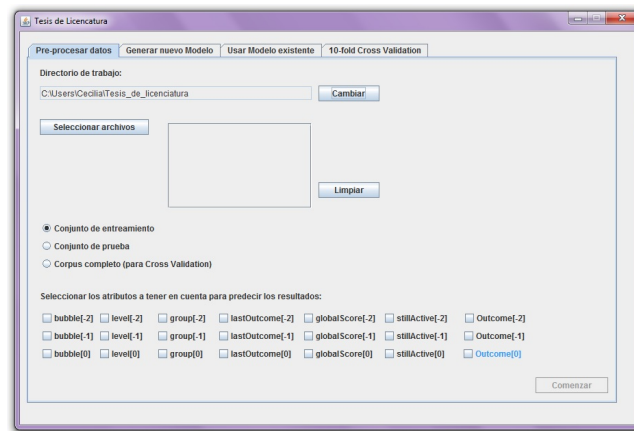 Tesis de Licencatura
Pre-procesar datos Generar nuevo Modelo Usar Modelo existente 10-fold Cross Validation
Directorio de trabajo:
C:\Users\Cecilia\Tesis_de_licenciatura Cambiar
Seleccionar archivos
Limpiar
Conjunto de entreamiento
Conjunto de prueba
Corpus completo (para Cross Validation)
Seleccionar los atributos a tener en cuenta para predecir los resultados:
bubble[-2] level[-2] group[-2] lastOutcome[-2] globalScore[-2] stillActive[-2] Outcome[-2]
bubble[-1] level[-1] group[-1] lastOutcome[-1] globalScore[-1] stillActive[-1] Outcome[-1]
bubble[0] level[0] group[0] lastOutcome[0] globalScore[0] stillActive[0] Outcome[0]
Comenzar